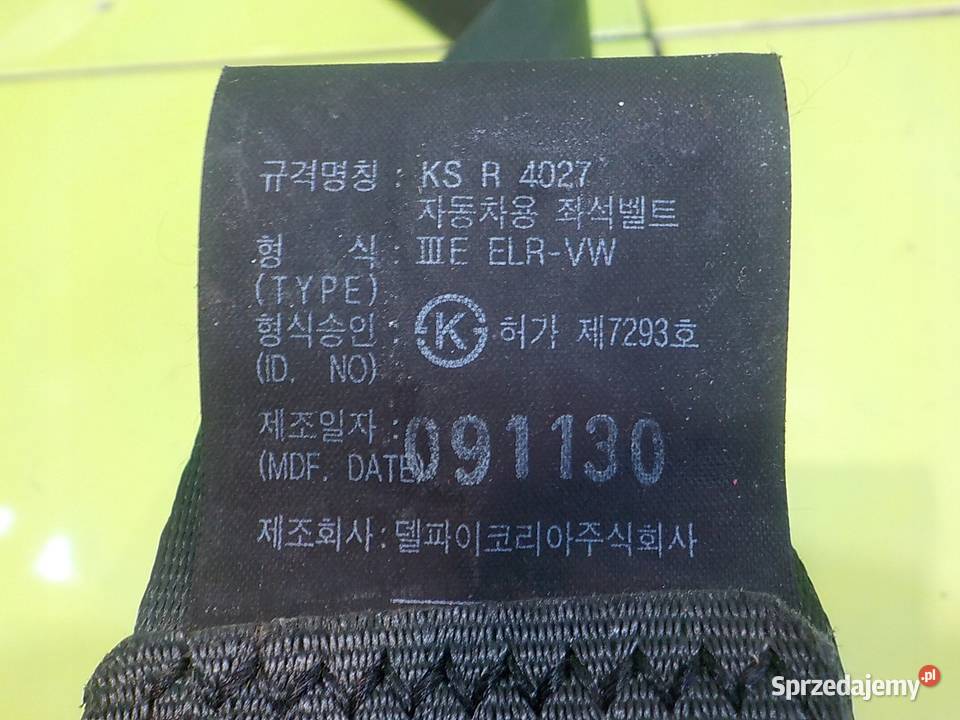 규격명칭 : KS R 4027
자동차용 좌석벨트
형 식 : ⅢE ELR-VW
(TYPE)
형식승인 : K 허가 제7293호
(ID. NO)
제조일자 : 091130
(MDF. DATE)
제조회사 : 델파이코리아주식회사
Sprzedajemy.pl